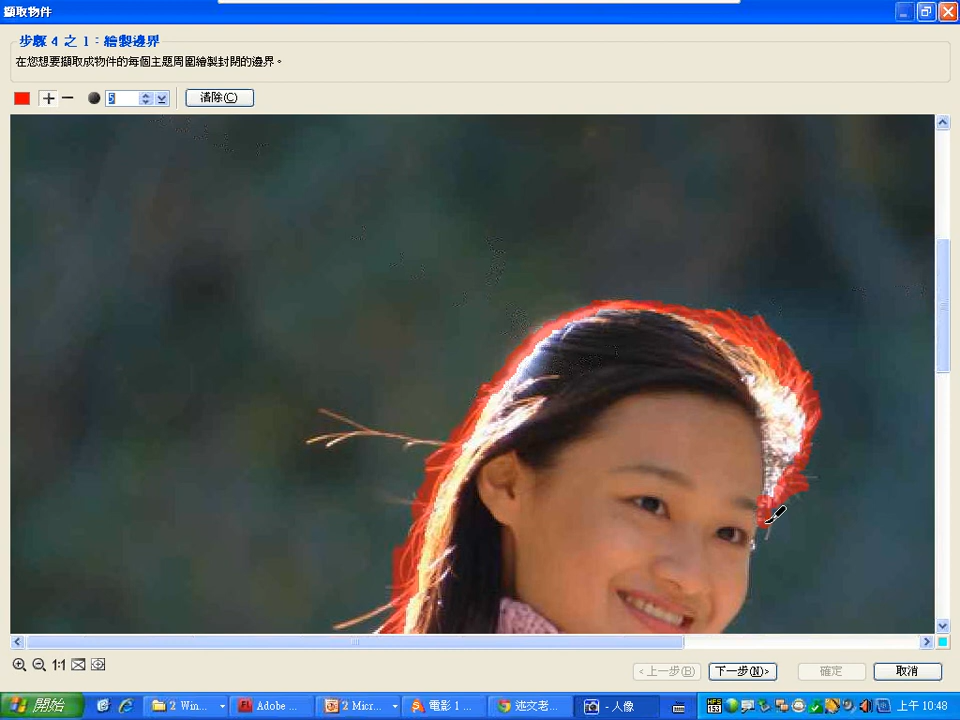 擷取物件
步驟 4 之 1：繪製邊界
在您想要擷取成物件的每個主題周圍繪製封閉的邊界。
5 清除(C)
1:1 <上一步(B) 下一步(N)> 確定 取消
開始 2 Win... Adobe ... 2 Micr... 電影 1 ... - 人像 上午 10:48